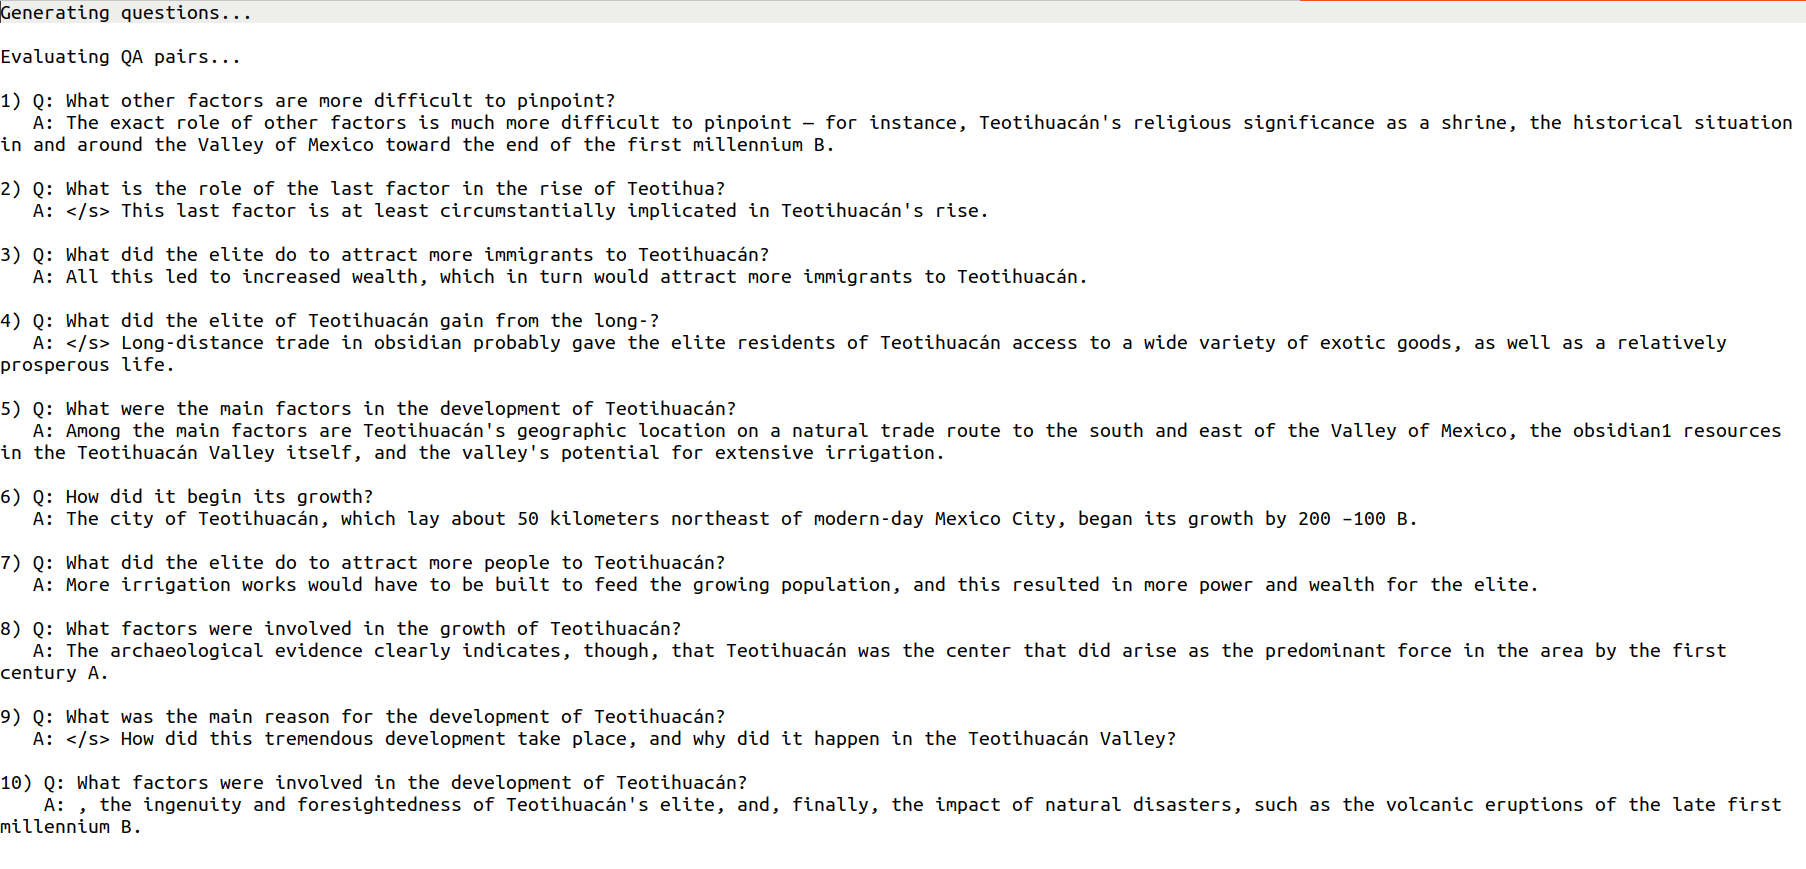 Generating questions...
Evaluating QA pairs...
1) Q: What other factors are more difficult to pinpoint?
A: The exact role of other factors is much more difficult to pinpoint — for instance, Teotihuacán's religious significance as a shrine, the historical situation
in and around the Valley of Mexico toward the end of the first millennium B.
2) Q: What is the role of the last factor in the rise of Teotihua?
A: </s> This last factor is at least circumstantially implicated in Teotihuacán's rise.
3) Q: What did the elite do to attract more immigrants to Teotihuacán?
A: All this led to increased wealth, which in turn would attract more immigrants to Teotihuacán.
4) Q: What did the elite of Teotihuacán gain from the long-?
A: </s> Long-distance trade in obsidian probably gave the elite residents of Teotihuacán access to a wide variety of exotic goods, as well as a relatively
prosperous life.
5) Q: What were the main factors in the development of Teotihuacán?
A: Among the main factors are Teotihuacán's geographic location on a natural trade route to the south and east of the Valley of Mexico, the obsidian1 resources
in the Teotihuacán Valley itself, and the valley's potential for extensive irrigation.
6) Q: How did it begin its growth?
A: The city of Teotihuacán, which lay about 50 kilometers northeast of modern-day Mexico City, began its growth by 200 –100 B.
7) Q: What did the elite do to attract more people to Teotihuacán?
A: More irrigation works would have to be built to feed the growing population, and this resulted in more power and wealth for the elite.
8) Q: What factors were involved in the growth of Teotihuacán?
A: The archaeological evidence clearly indicates, though, that Teotihuacán was the center that did arise as the predominant force in the area by the first
century A.
9) Q: What was the main reason for the development of Teotihuacán?
A: </s> How did this tremendous development take place, and why did it happen in the Teotihuacán Valley?
10) Q: What factors were involved in the development of Teotihuacán?
A: , the ingenuity and foresightedness of Teotihuacán's elite, and, finally, the impact of natural disasters, such as the volcanic eruptions of the late first
millennium B.